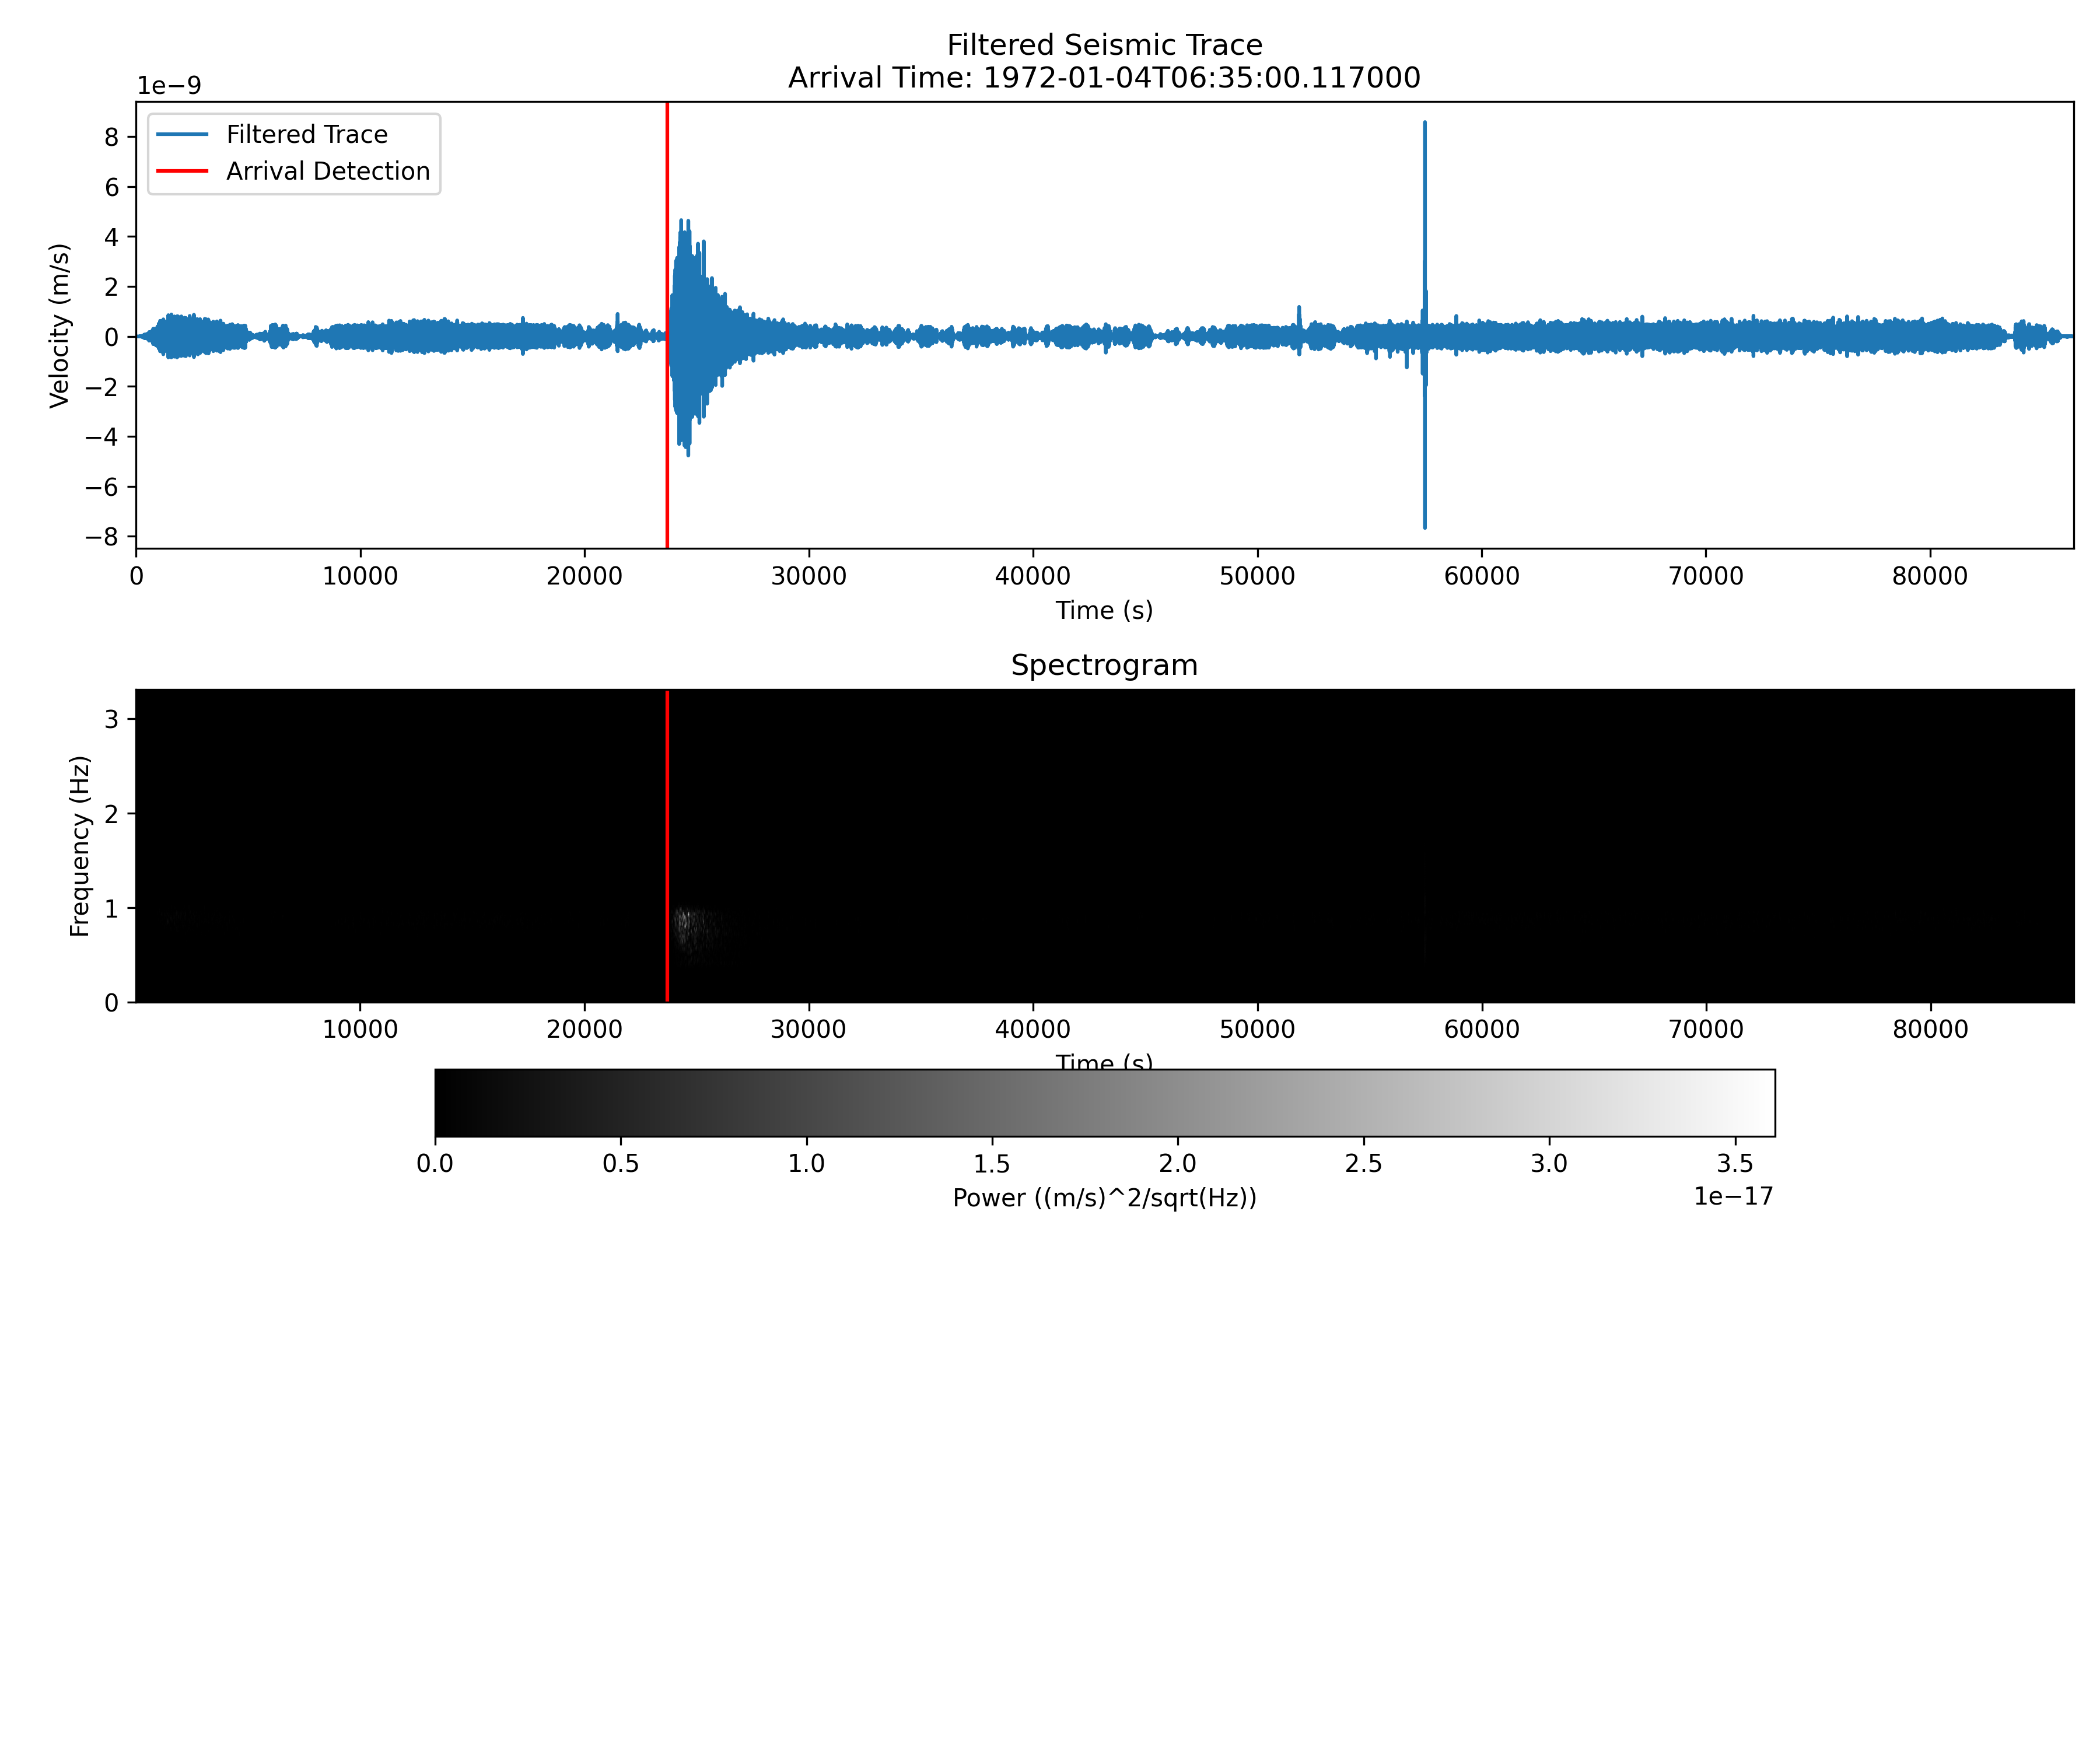 Filtered Seismic Trace
Arrival Time: 1972-01-04T06:35:00.117000
1e−9
Filtered Trace
Arrival Detection
8
6
4
2
0
−2
−4
−6
−8
Velocity (m/s)
0 10000 20000 30000 40000 50000 60000 70000 80000
Time (s)
Spectrogram
3
2
1
0
Frequency (Hz)
10000 20000 30000 40000 50000 60000 70000 80000
Time (s)
0.0 0.5 1.0 1.5 2.0 2.5 3.0 3.5
Power ((m/s)^2/sqrt(Hz))
1e−17